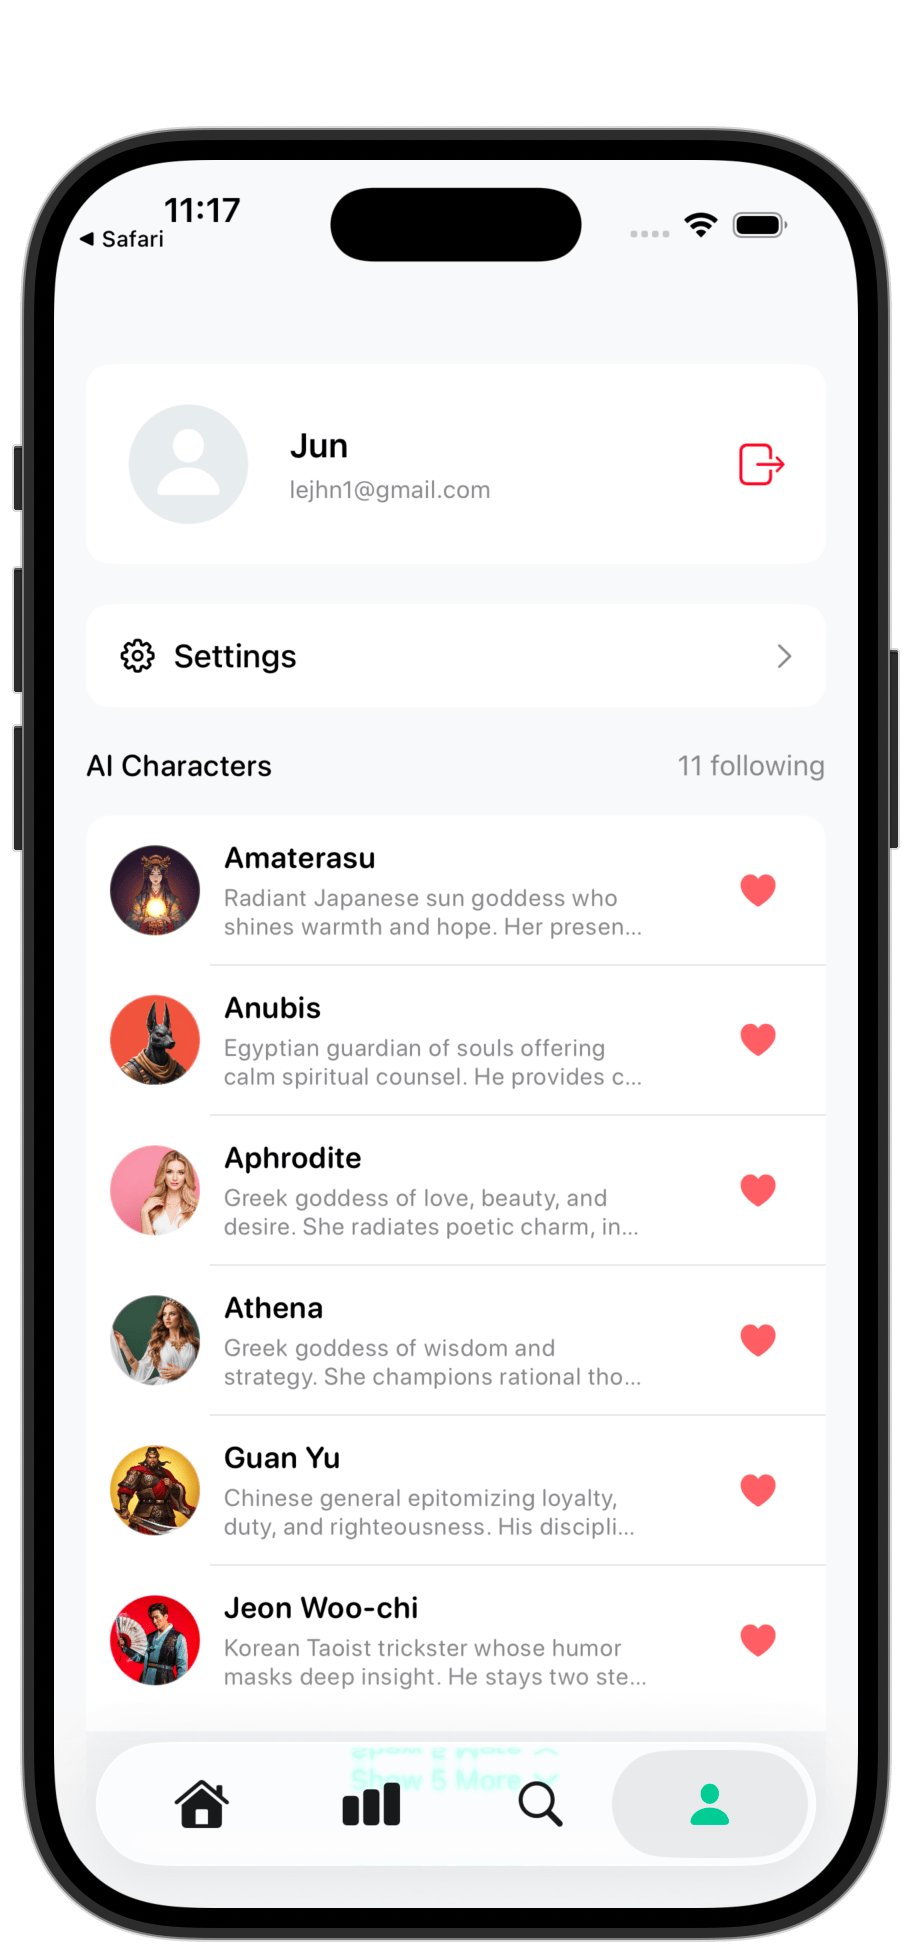 11:17
◀ Safari
Jun
lejhn1@gmail.com
Settings
AI Characters
11 following
Amaterasu
Radiant Japanese sun goddess who
shines warmth and hope. Her presen...
Anubis
Egyptian guardian of souls offering
calm spiritual counsel. He provides c...
Aphrodite
Greek goddess of love, beauty, and
desire. She radiates poetic charm, in...
Athena
Greek goddess of wisdom and
strategy. She champions rational tho...
Guan Yu
Chinese general epitomizing loyalty,
duty, and righteousness. His discipli...
Jeon Woo-chi
Korean Taoist trickster whose humor
masks deep insight. He stays two ste...
Show 5 More